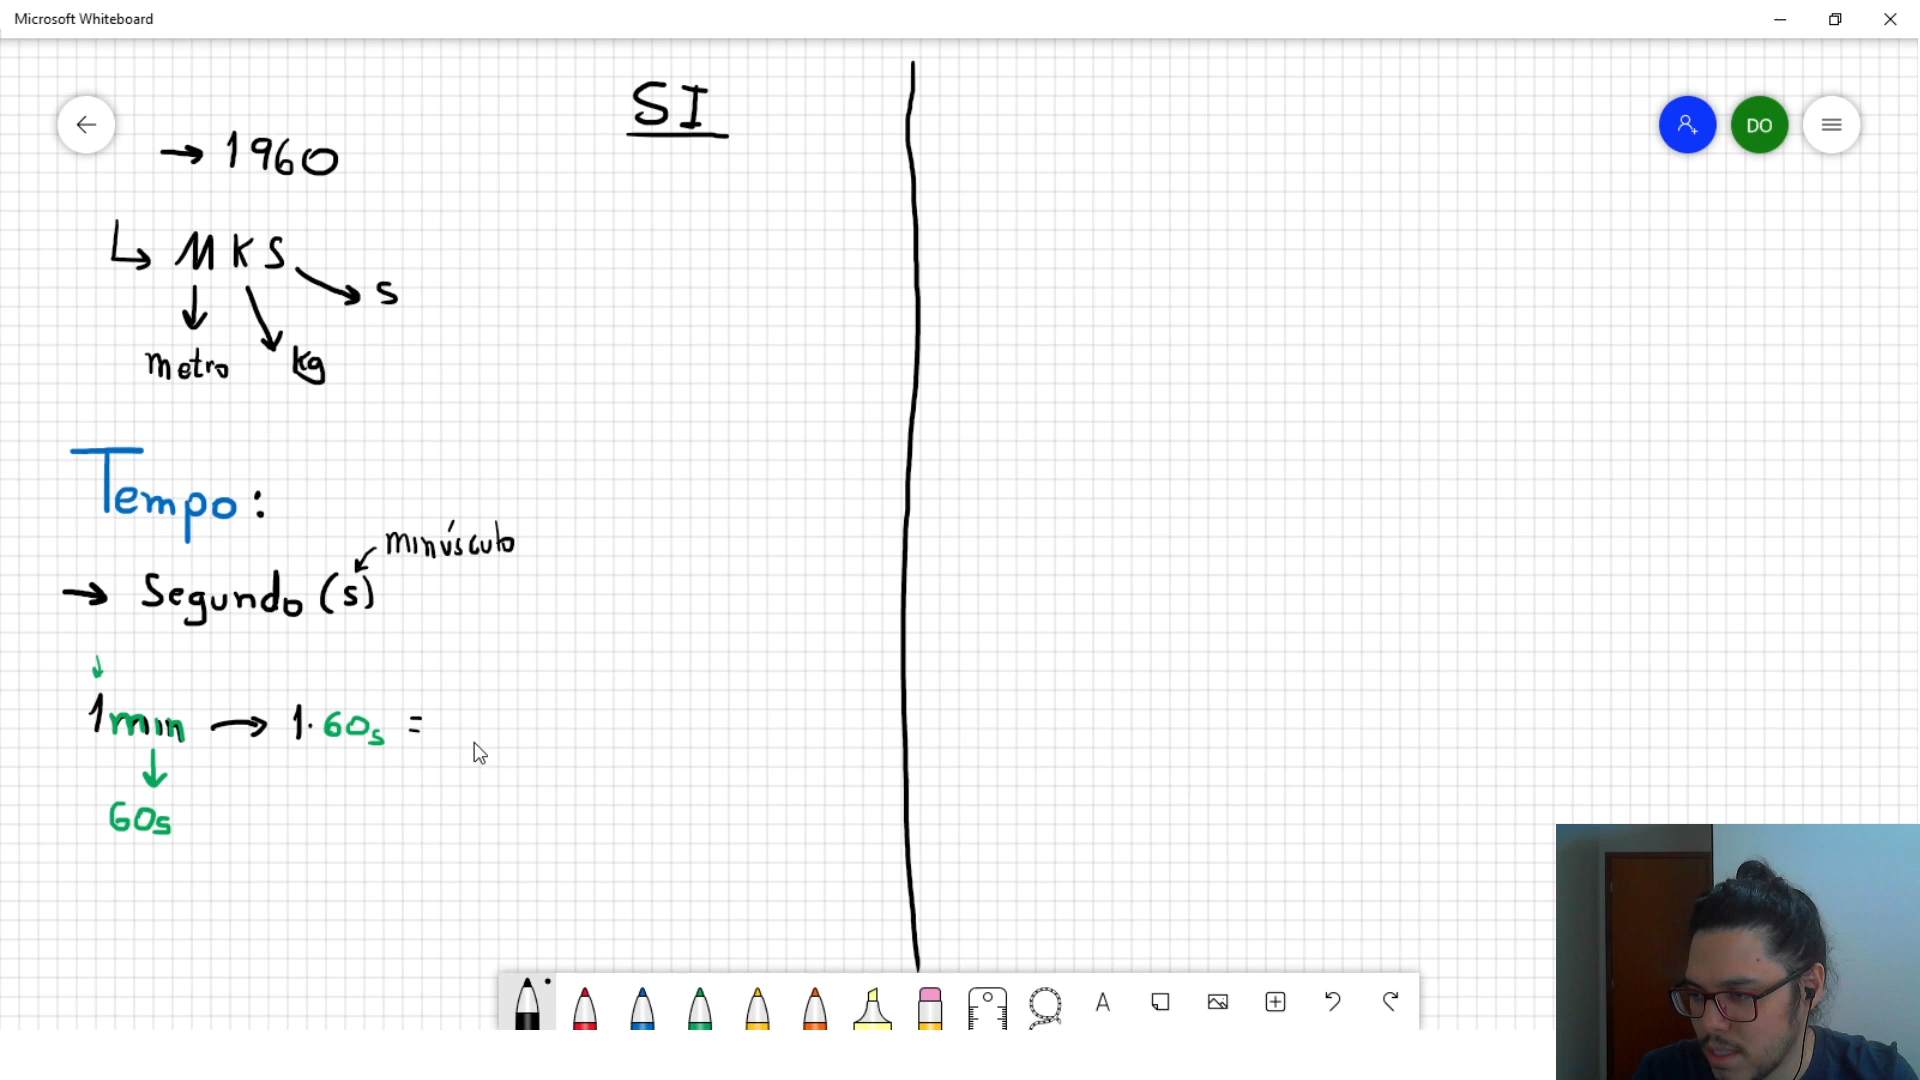 Microsoft Whiteboard
SI
→ 1960
DO
↳ MKS
s
metro
kg
Tempo:
minúsculo
→ Segundo (s)
1min → 1·60s =
60s
A